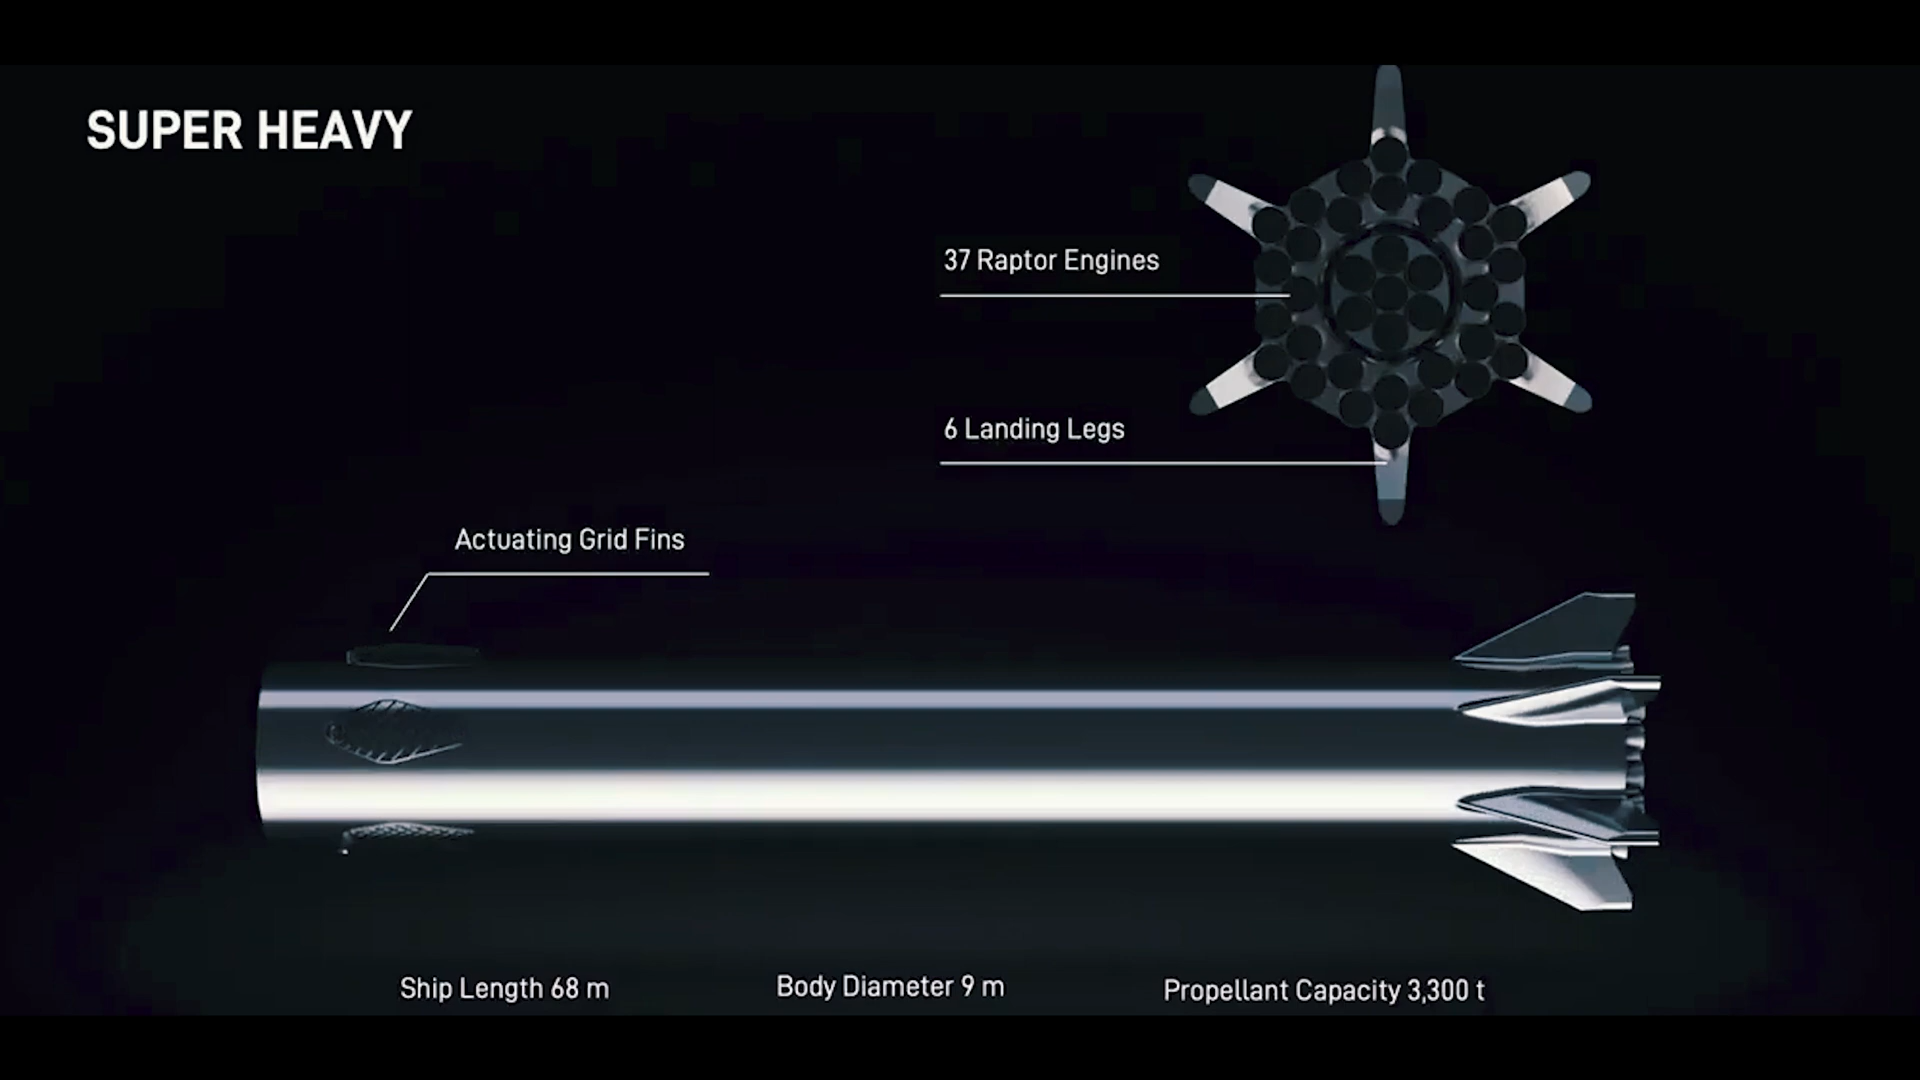 SUPER HEAVY
37 Raptor Engines
6 Landing Legs
Actuating Grid Fins
Ship Length 68 m
Body Diameter 9 m
Propellant Capacity 3,300 t